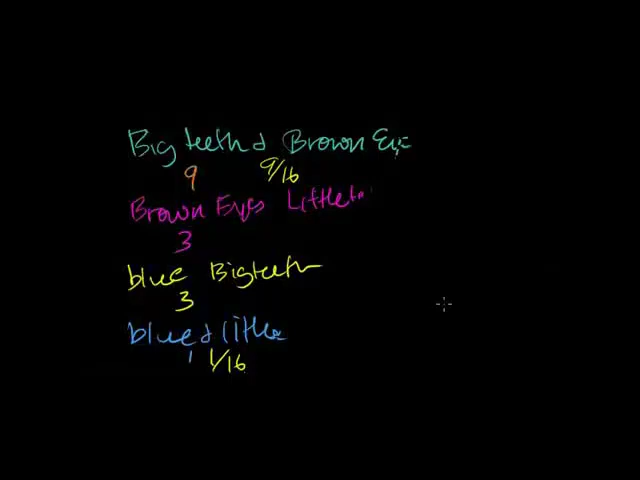 Big teeth & Brown Eye
9 9/16
Brown Eyes Little
3
blue Big teeth
3
blue & little
1 1/16